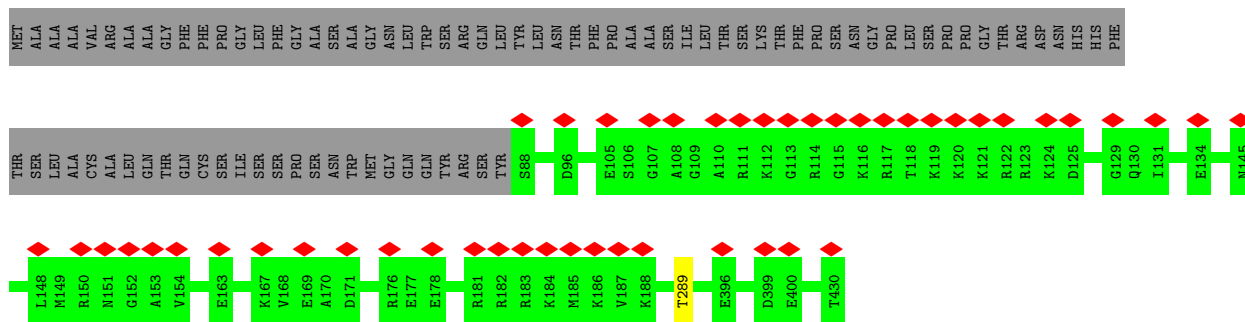 MET ALA ALA ALA VAL ARG ALA ALA GLY PHE PHE PRO GLY LEU PHE GLY ALA SER ALA GLY ASN LEU TRP SER ARG GLN LEU TYR LEU ASN THR PHE PRO ALA ALA SER ILE LEU THR SER LYS THR PHE PRO SER ASN GLY PRO LEU SER PRO PRO GLY THR ARG ASP ASN HIS HIS PHE
THR SER LEU ALA CYS ALA LEU GLN THR GLN CYS SER ILE SER SER PRO SER ASN TRP MET GLY GLN GLN TYR ARG SER TYR S88 D96 E105 S106 G107 A108 G109 A110 R111 K112 G113 R114 G115 K116 R117 T118 K119 K120 K121 R122 R123 K124 D125 G129 Q130 I131 E134 N145
L148 M149 R150 N151 G152 A153 V154 E163 K167 V168 E169 A170 D171 R176 E177 E178 R181 R182 R183 K184 M185 K186 V187 K188 T289 E396 D399 E400 T430